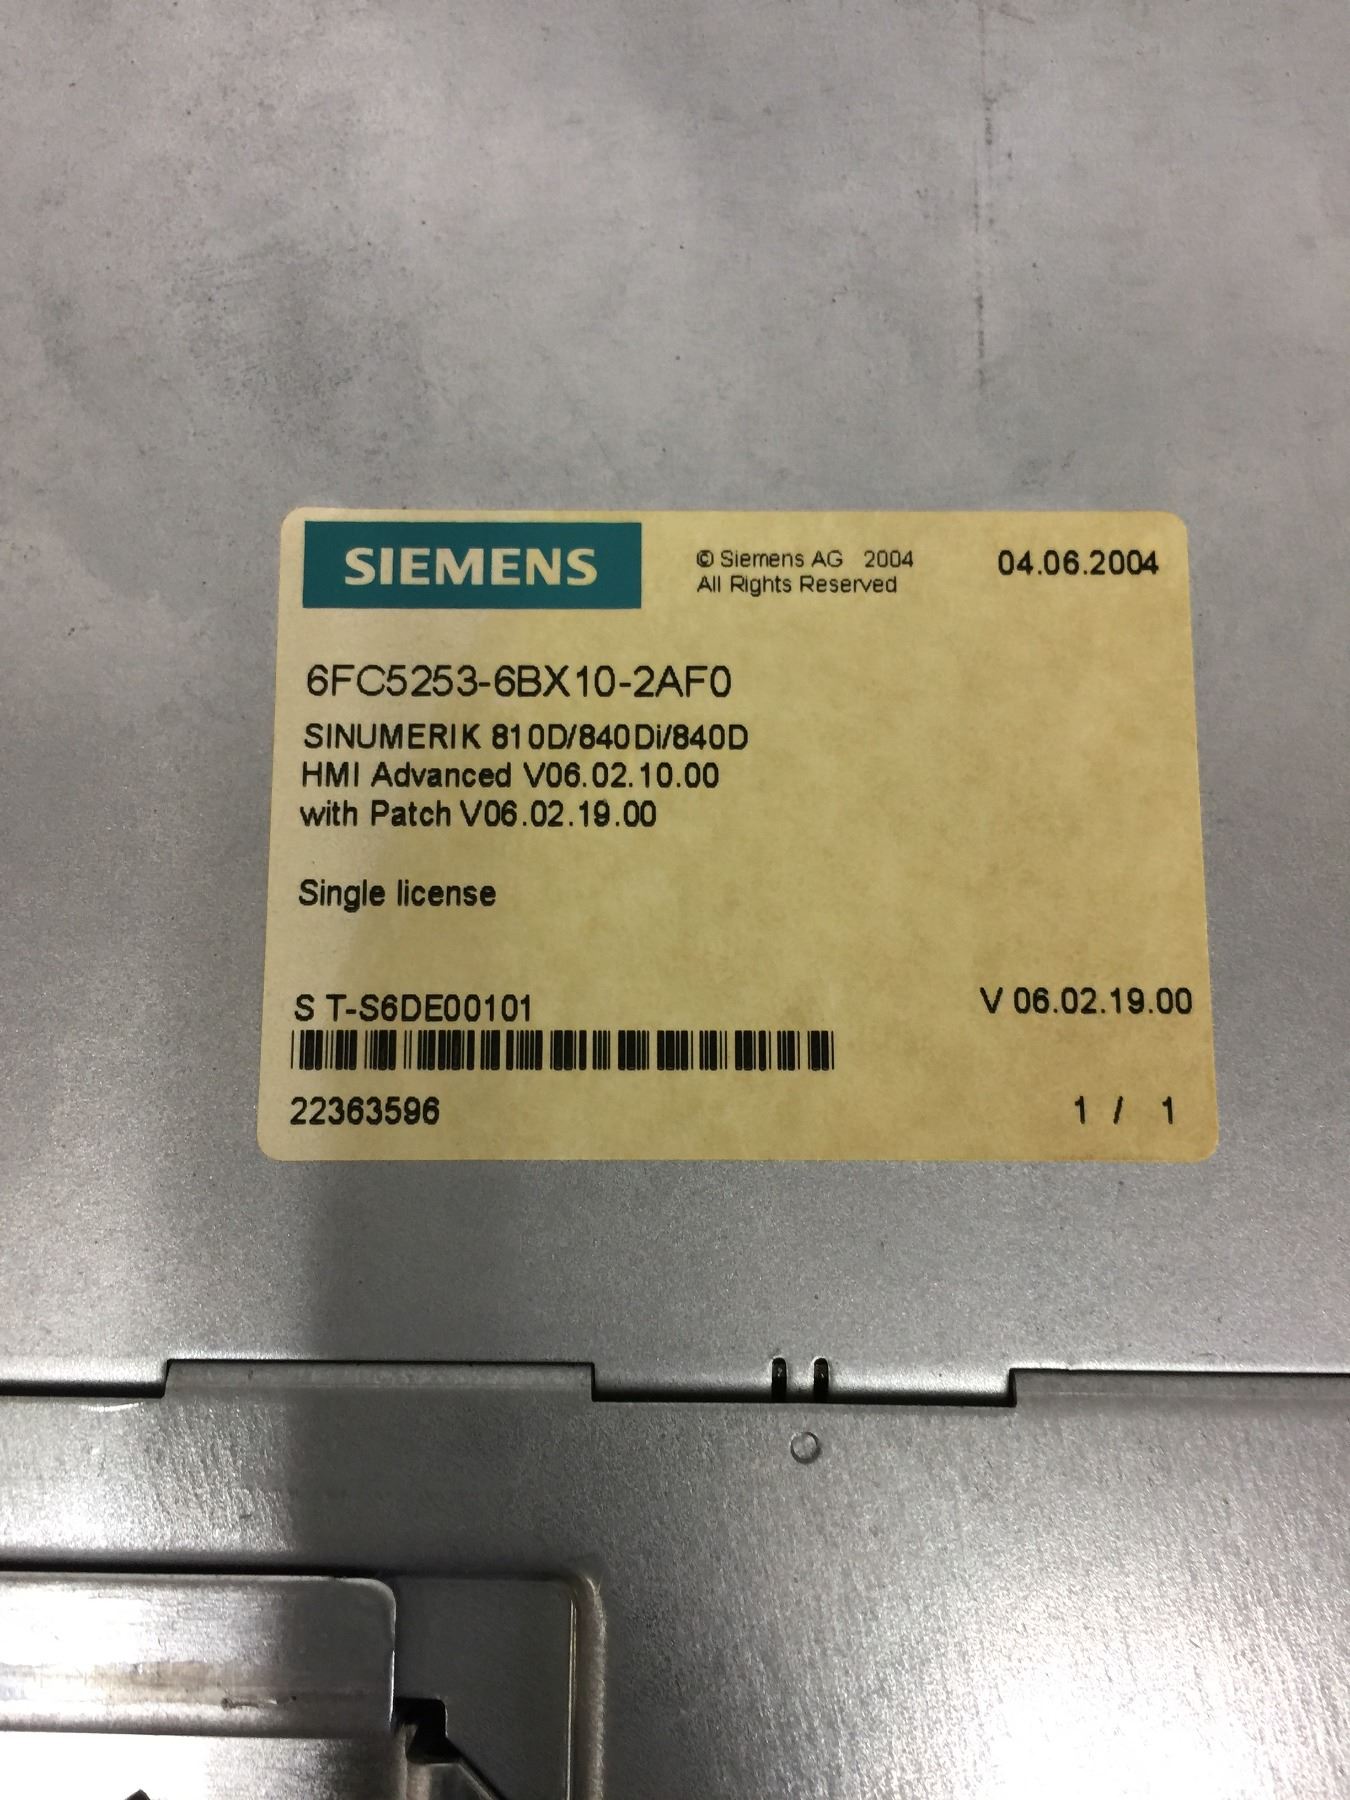 SIEMENS
© Siemens AG 2004
All Rights Reserved
04.06.2004
6FC5253-6BX10-2AF0
SINUMERIK 810D/840Di/840D
HMI Advanced V06.02.10.00
with Patch V06.02.19.00
Single license
S T-S6DE00101
V 06.02.19.00
22363596
1 / 1